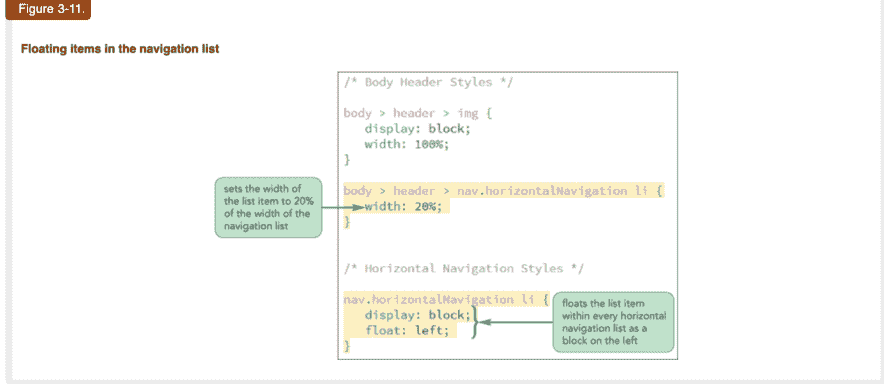 Figure 3-11.
Floating items in the navigation list
/* Body Header Styles */
body > header > img {
display: block;
width: 100%;
}
sets the width of
the list item to 20%
of the width of the
navigation list
body > header > nav.horizontalNavigation li {
width: 20%;
}
/* Horizontal Navigation Styles */
nav.horizontalNavigation li {
display: block;
float: left;
}
floats the list item
within every horizontal
navigation list as a
block on the left